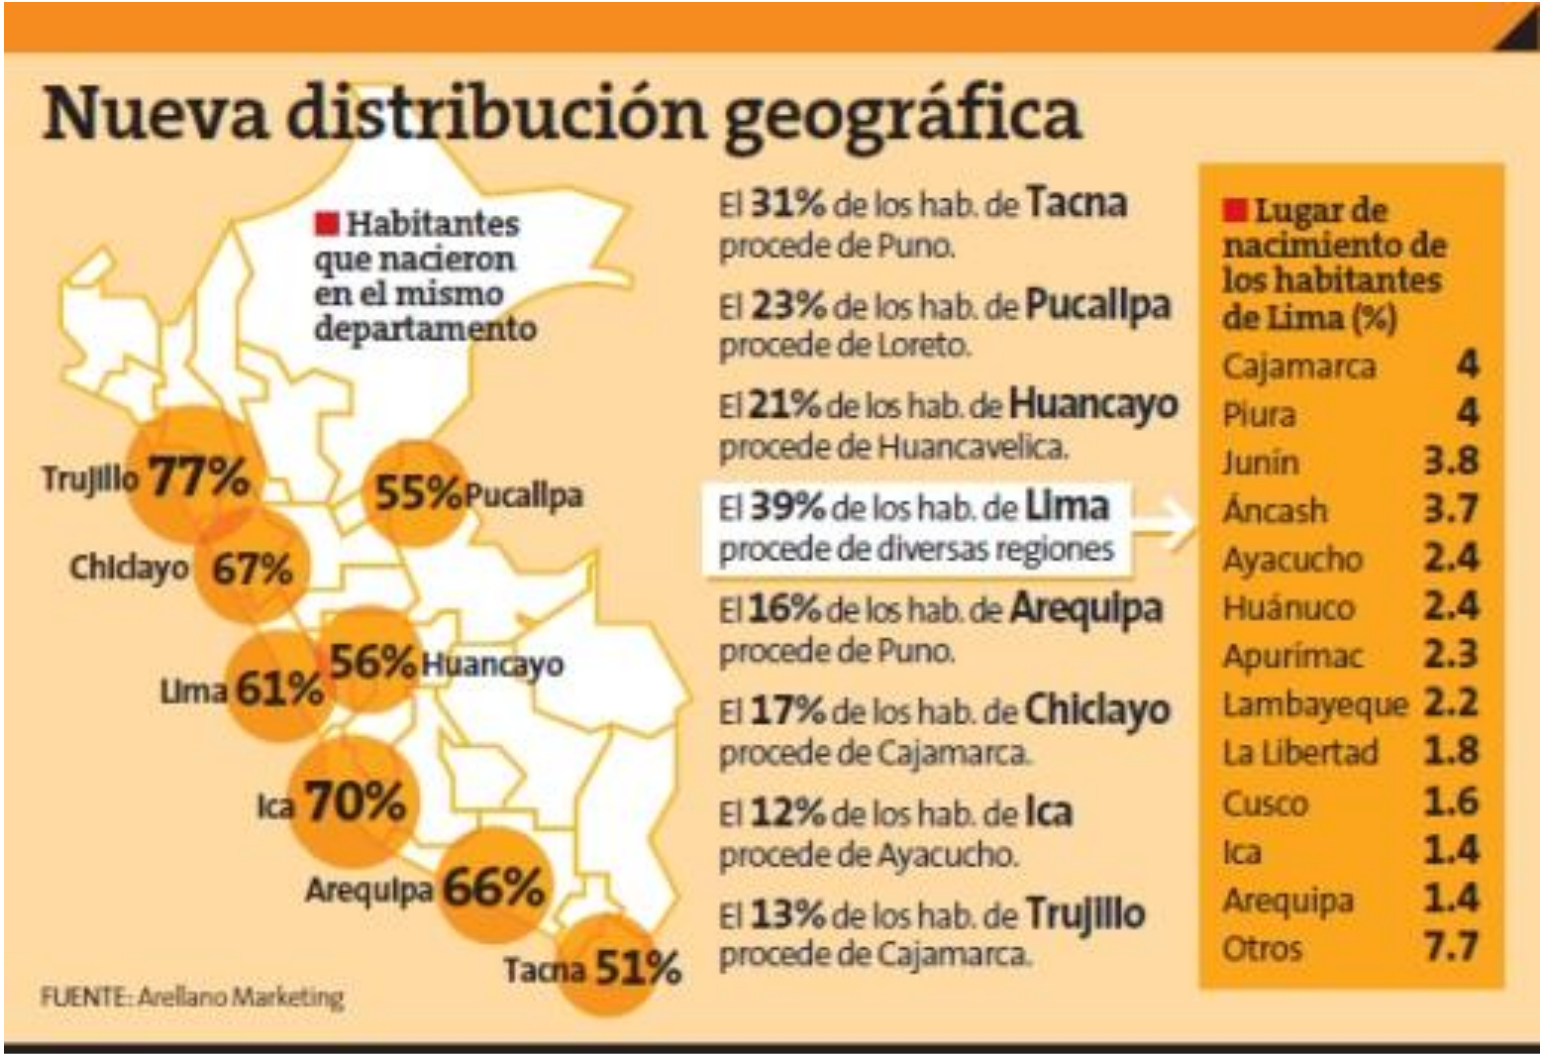 Nueva distribución geográfica
Habitantes
que nacieron
en el mismo
departamento
Trujillo 77%
55% Pucallpa
Chiclayo 67%
56% Huancayo
Lima 61%
Ica 70%
Arequipa 66%
Tacna 51%
FUENTE: Arellano Marketing
El 31% de los hab. de Tacna
procede de Puno.
El 23% de los hab. de Pucallpa
procede de Loreto.
El 21% de los hab. de Huancayo
procede de Huancavelica.
El 39% de los hab. de Lima
procede de diversas regiones
El 16% de los hab. de Arequipa
procede de Puno.
El 17% de los hab. de Chiclayo
procede de Cajamarca.
El 12% de los hab. de Ica
procede de Ayacucho.
El 13% de los hab. de Trujillo
procede de Cajamarca.
Lugar de
nacimiento de
los habitantes
de Lima (%)
Cajamarca 4
Piura 4
Junín 3.8
Áncash 3.7
Ayacucho 2.4
Huánuco 2.4
Apurímac 2.3
Lambayeque 2.2
La Libertad 1.8
Cusco 1.6
Ica 1.4
Arequipa 1.4
Otros 7.7